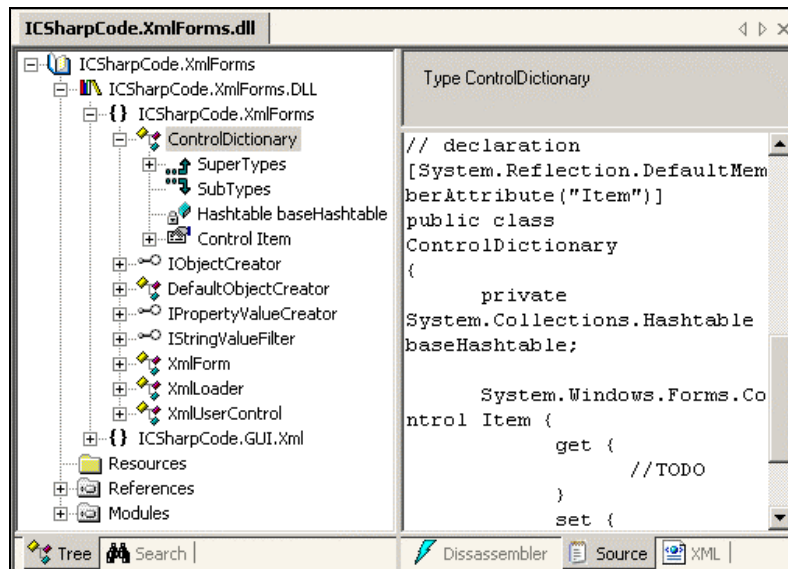 ICSharpCode.XmlForms.dll
ICSharpCode.XmlForms
ICSharpCode.XmlForms.DLL
{} ICSharpCode.XmlForms
ControlDictionary
SuperTypes
SubTypes
Hashtable baseHashtable
Control Item
IObjectCreator
DefaultObjectCreator
IPropertyValueCreator
IStringValueFilter
XmlForm
XmlLoader
XmlUserControl
{} ICSharpCode.GUI.Xml
Resources
References
Modules
Tree
Search
Type ControlDictionary
// declaration
[System.Reflection.DefaultMem
berAttribute("Item")]
public class
ControlDictionary
{
private
System.Collections.Hashtable
baseHashtable;
System.Windows.Forms.Co
ntrol Item {
get {
//TODO
}
set {
Dissassembler
Source
XML